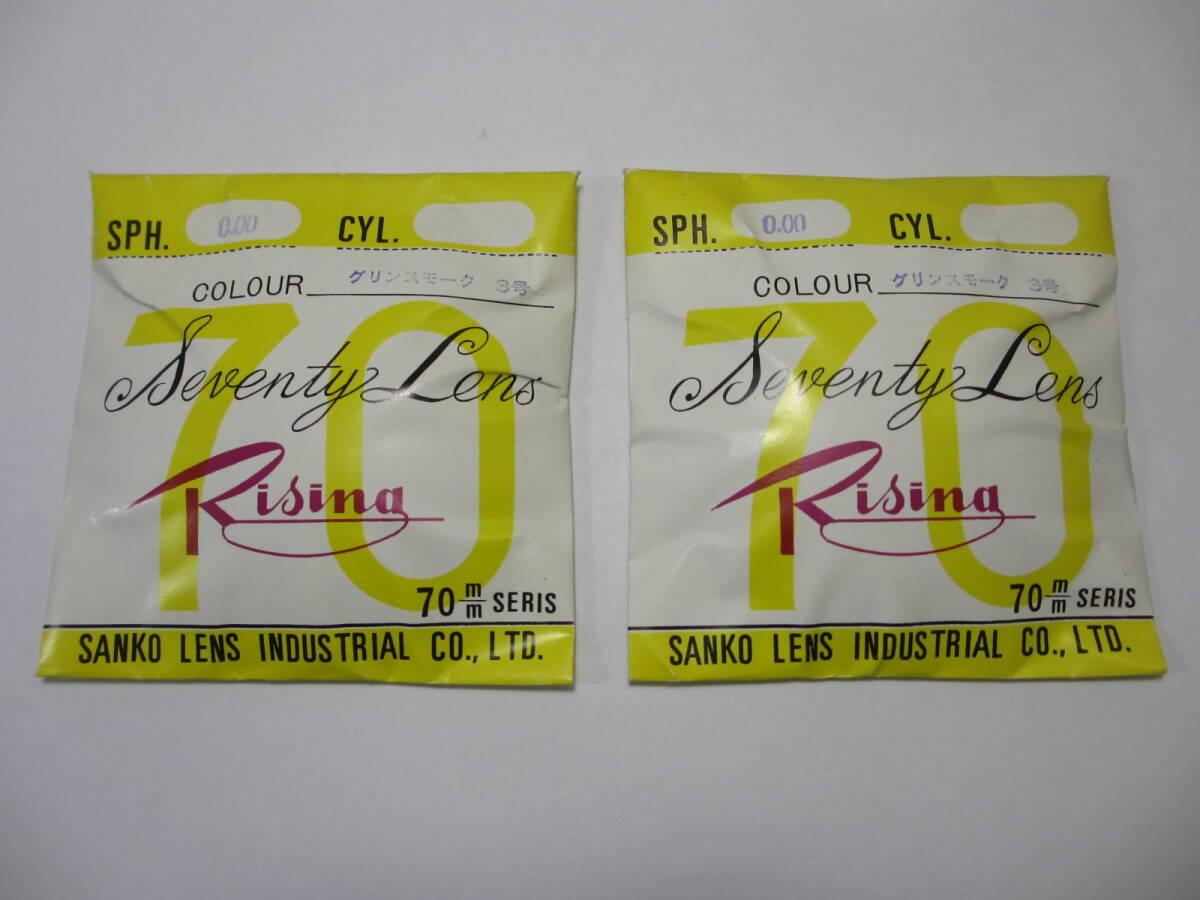 SPH. 0.00 CYL.
COLOUR グリンスモーク 3号
70
Seventy Lens
Rising
70 m/m SERIS
SANKO LENS INDUSTRIAL CO., LTD.
SPH. 0.00 CYL.
COLOUR グリンスモーク 3号
70
Seventy Lens
Rising
70 m/m SERIS
SANKO LENS INDUSTRIAL CO., LTD.